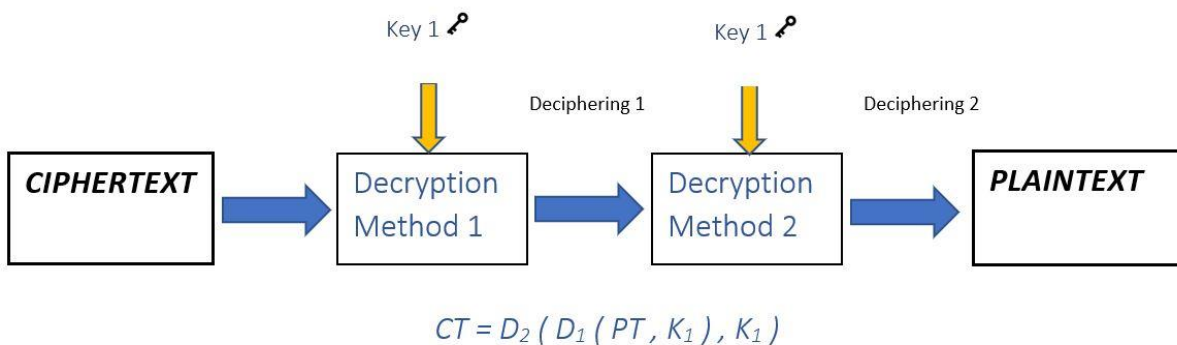 Key 1
Key 1
Deciphering 1
Deciphering 2
CIPHERTEXT
Decryption
Method 1
Decryption
Method 2
PLAINTEXT
CT = D₂ ( D₁ ( PT , K₁ ) , K₁ )